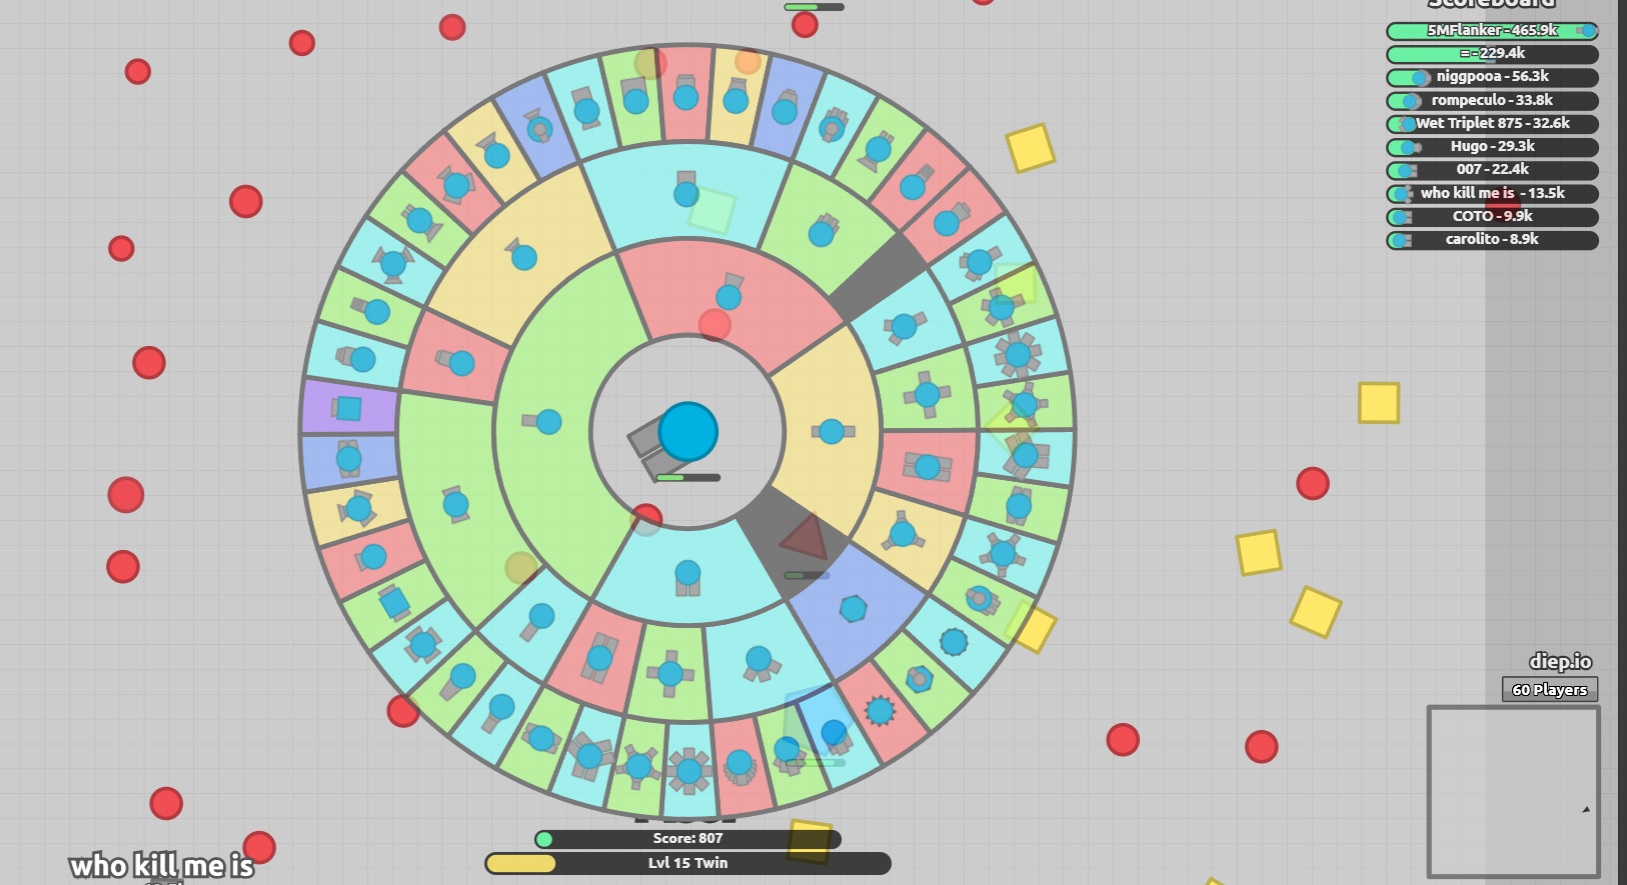 Scoreboard
5MFlanker - 465.9k
= - 229.4k
niggpooa - 56.3k
rompeculo - 33.8k
Wet Triplet 875 - 32.6k
Hugo - 29.3k
007 - 22.4k
who kill me is - 13.5k
COTO - 9.9k
carolito - 8.9k
diep.io
60 Players
Score: 807
Lvl 15 Twin
who kill me is